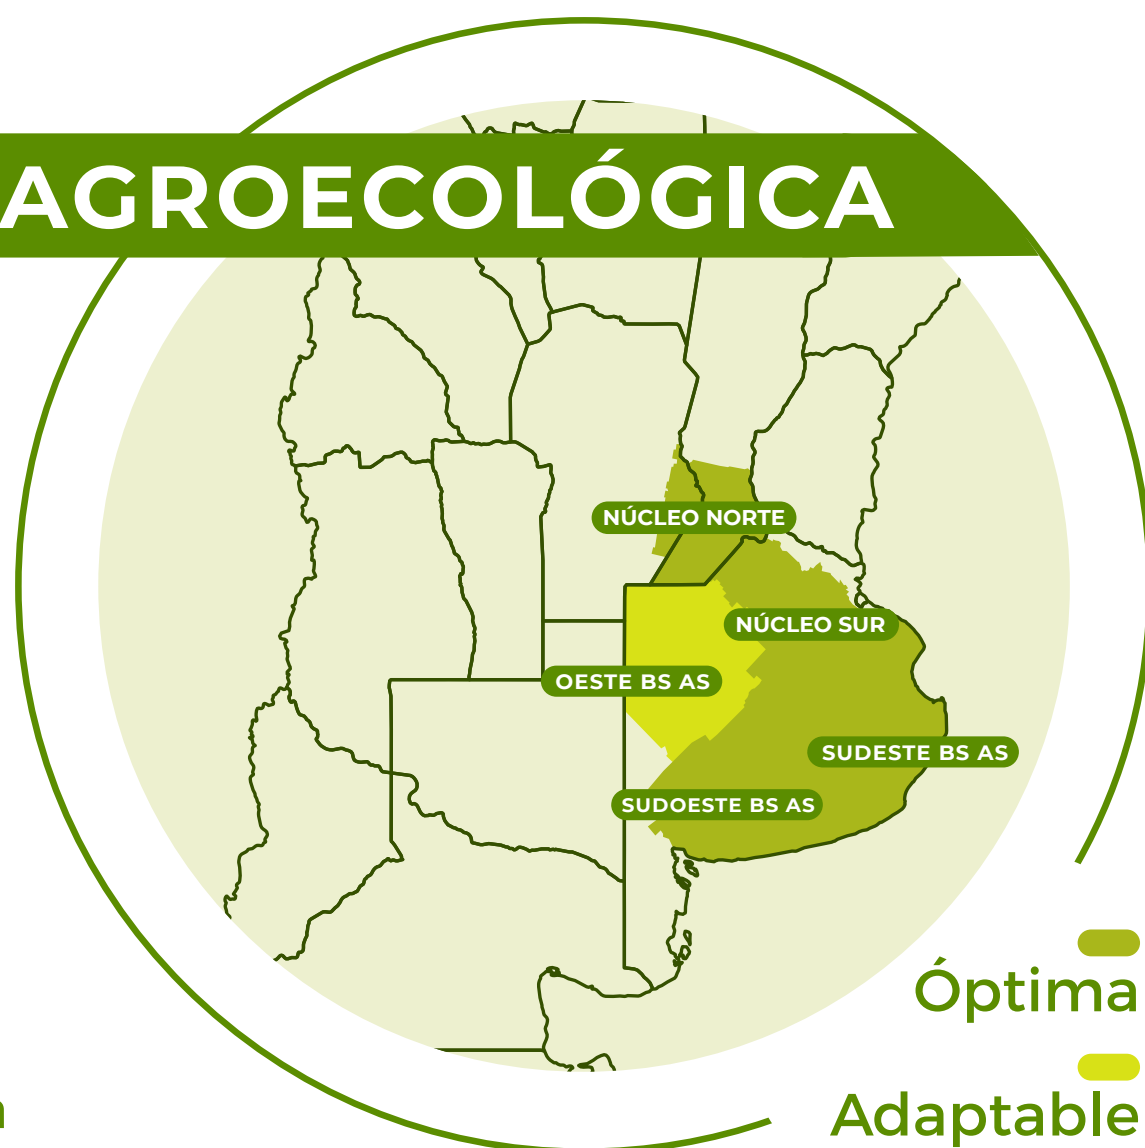 AGROECOLÓGICA
NÚCLEO NORTE
NÚCLEO SUR
OESTE BS AS
SUDESTE BS AS
SUDOESTE BS AS
Óptima
Adaptable